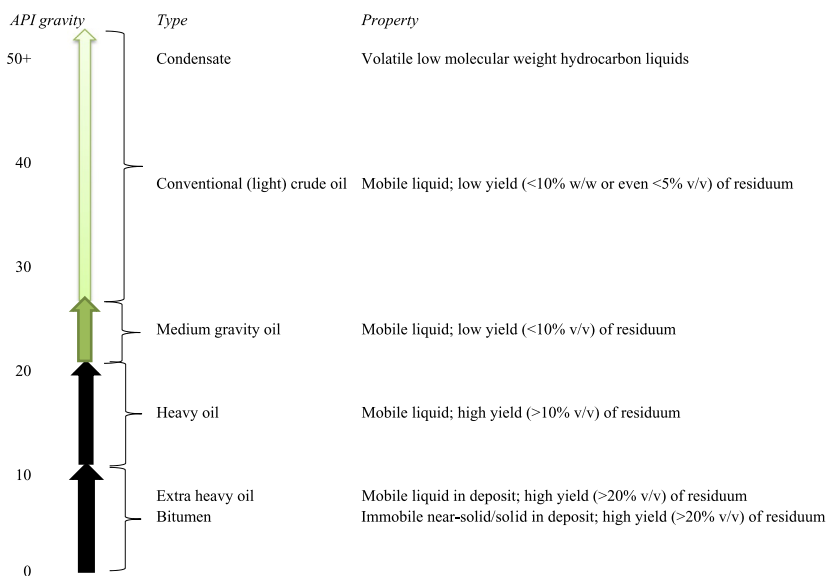 API gravity Type Property
50+ Condensate Volatile low molecular weight hydrocarbon liquids
40
Conventional (light) crude oil Mobile liquid; low yield (<10% w/w or even <5% v/v) of residuum
30
Medium gravity oil Mobile liquid; low yield (<10% v/v) of residuum
20
Heavy oil Mobile liquid; high yield (>10% v/v) of residuum
10
Extra heavy oil Mobile liquid in deposit; high yield (>20% v/v) of residuum
Bitumen Immobile near-solid/solid in deposit; high yield (>20% v/v) of residuum
0